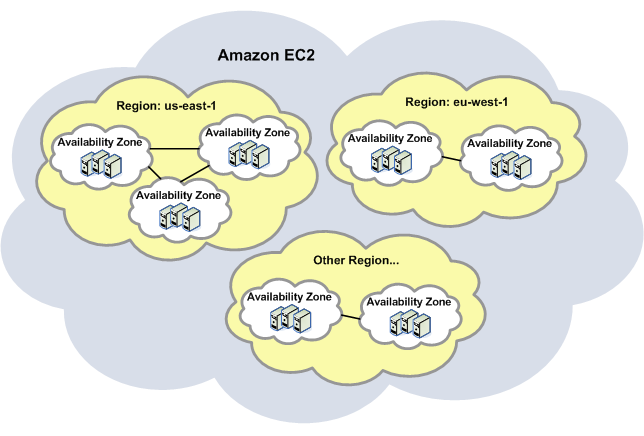 Amazon EC2
Region: us-east-1
Availability Zone
Availability Zone
Availability Zone
Region: eu-west-1
Availability Zone
Availability Zone
Other Region...
Availability Zone
Availability Zone